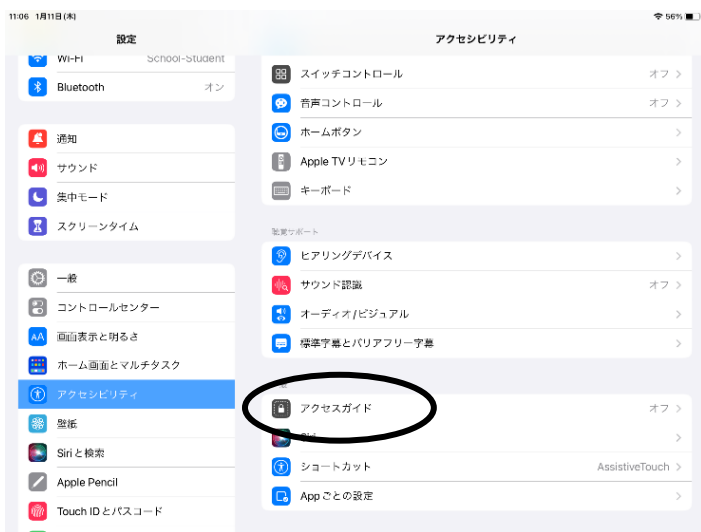 11:06 1月11日(木)
56%
設定
Wi-Fi School-Student
Bluetooth オン
通知
サウンド
集中モード
スクリーンタイム
一般
コントロールセンター
画面表示と明るさ
ホーム画面とマルチタスク
アクセシビリティ
壁紙
Siriと検索
Apple Pencil
Touch IDとパスコード
アクセシビリティ
スイッチコントロール オフ
音声コントロール オフ
ホームボタン
Apple TVリモコン
キーボード
聴覚サポート
ヒアリングデバイス
サウンド認識 オフ
オーディオ/ビジュアル
標準字幕とバリアフリー字幕
アクセスガイド オフ
Siri
ショートカット AssistiveTouch
Appごとの設定